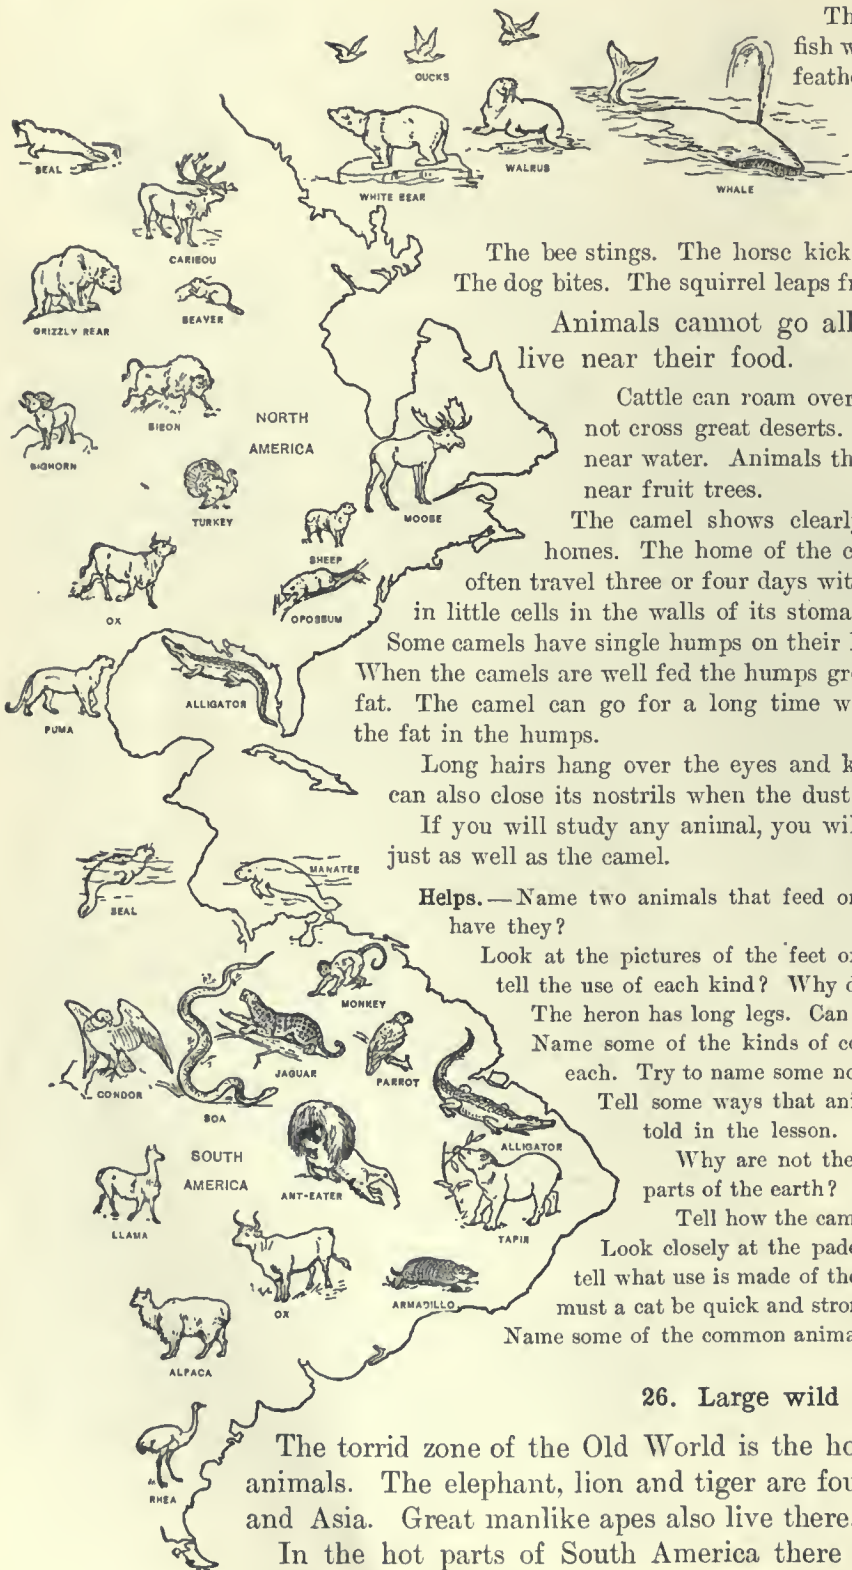 Th
fish w
feathe
DUCKS
SEAL
WHITE BEAR
WALRUS
WHALE
CARIBOU
GRIZZLY BEAR
BEAVER
The bee stings. The horse kick
The dog bites. The squirrel leaps fr
Animals cannot go all
live near their food.
BISON
BIGHORN
NORTH
AMERICA
TURKEY
MOOSE
Cattle can roam over
not cross great deserts.
near water. Animals th
near fruit trees.
SHEEP
OX
OPOSSUM
PUMA
ALLIGATOR
The camel shows clearly
homes. The home of the c
often travel three or four days wit
in little cells in the walls of its stoma
Some camels have single humps on their
When the camels are well fed the humps gr
fat. The camel can go for a long time w
the fat in the humps.
Long hairs hang over the eyes and k
can also close its nostrils when the dust
If you will study any animal, you wil
just as well as the camel.
SEAL
MANATEE
Helps.—Name two animals that feed on
have they?
Look at the pictures of the feet o
tell the use of each kind? Why d
The heron has long legs. Can
Name some of the kinds of co
each. Try to name some no
Tell some ways that ani
told in the lesson.
Why are not the
parts of the earth?
Tell how the cam
Look closely at the pads
tell what use is made of the
must a cat be quick and stron
Name some of the common anima
MONKEY
CONDOR
BOA
JAGUAR
PARROT
ALLIGATOR
SOUTH
AMERICA
LLAMA
ANT-EATER
TAPIR
OX
ARMADILLO
ALPACA
RHEA
26. Large wild
The torrid zone of the Old World is the ho
animals. The elephant, lion and tiger are fou
and Asia. Great manlike apes also live there.
In the hot parts of South America there